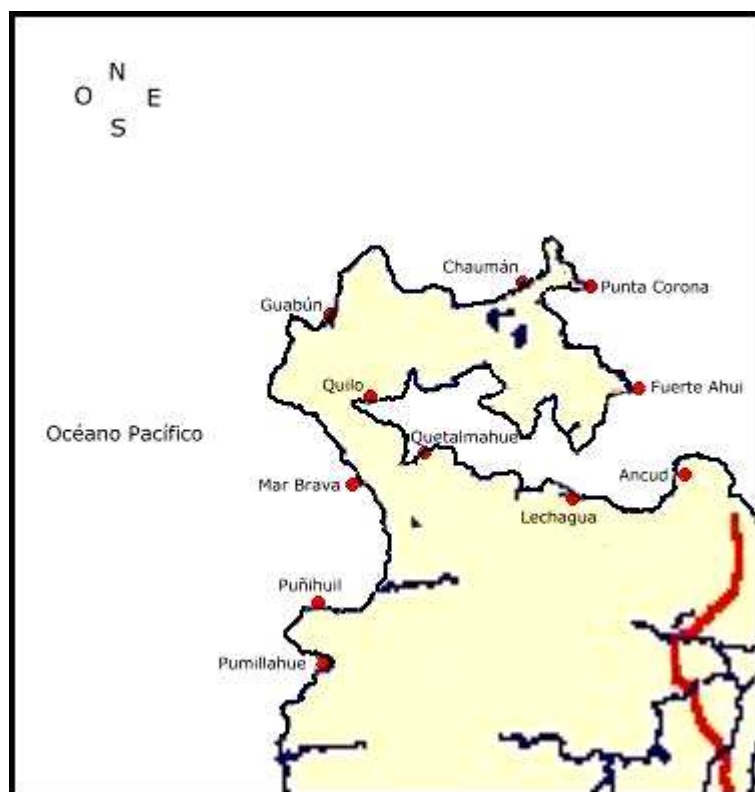 N
O E
S
Chaumán
Punta Corona
Guabún
Quilo
Fuerte Ahui
Océano Pacífico
Quetalmahue
Ancud
Mar Brava
Lechagua
Puñihuil
Pumillahue